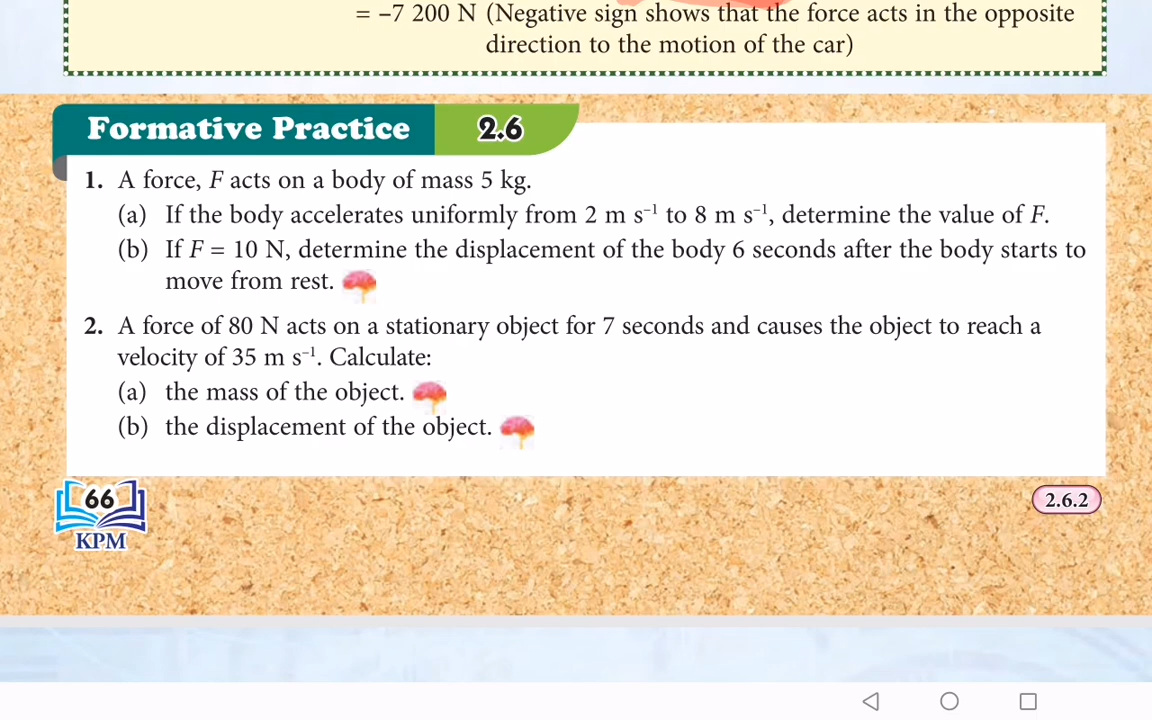 = –7 200 N (Negative sign shows that the force acts in the opposite
direction to the motion of the car)
Formative Practice 2.6
1. A force, F acts on a body of mass 5 kg.
(a) If the body accelerates uniformly from 2 m s⁻¹ to 8 m s⁻¹, determine the value of F.
(b) If F = 10 N, determine the displacement of the body 6 seconds after the body starts to
move from rest.
2. A force of 80 N acts on a stationary object for 7 seconds and causes the object to reach a
velocity of 35 m s⁻¹. Calculate:
(a) the mass of the object.
(b) the displacement of the object.
66
KPM
2.6.2